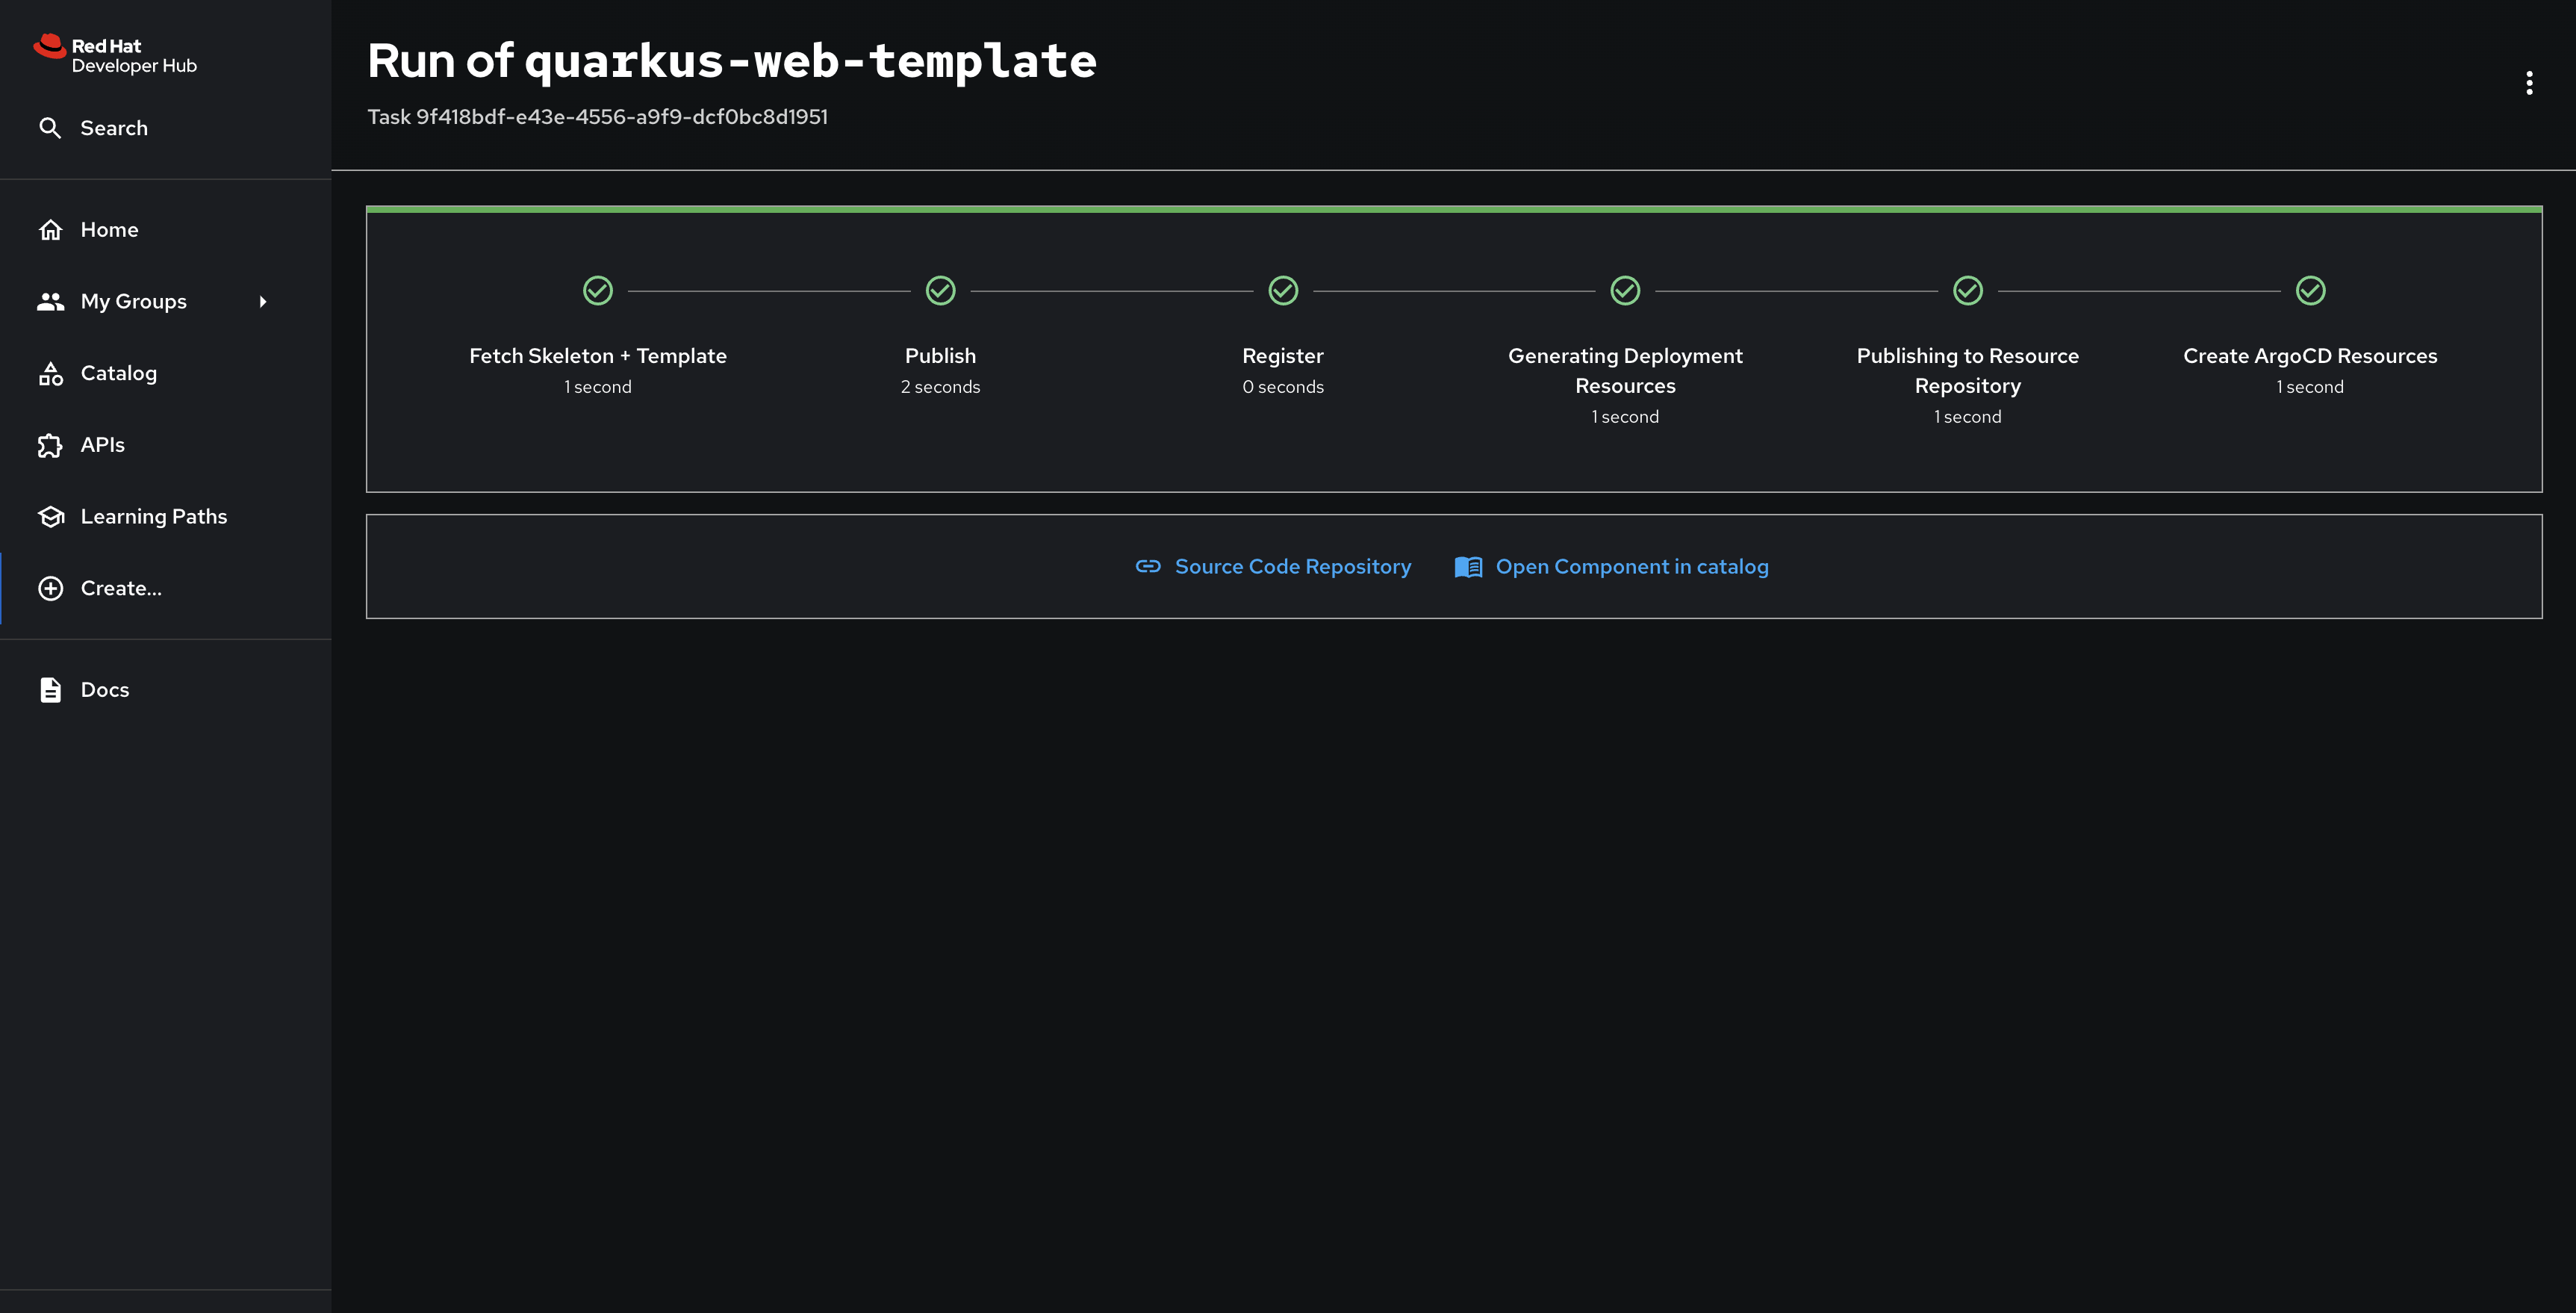 Red Hat
Developer Hub
Search
Home
My Groups
Catalog
APIs
Learning Paths
Create...
Docs
Run of quarkus-web-template
Task 9f418bdf-e43e-4556-a9f9-dcf0bc8d1951
Fetch Skeleton + Template
1 second
Publish
2 seconds
Register
0 seconds
Generating Deployment
Resources
1 second
Publishing to Resource
Repository
1 second
Create ArgoCD Resources
1 second
Source Code Repository
Open Component in catalog